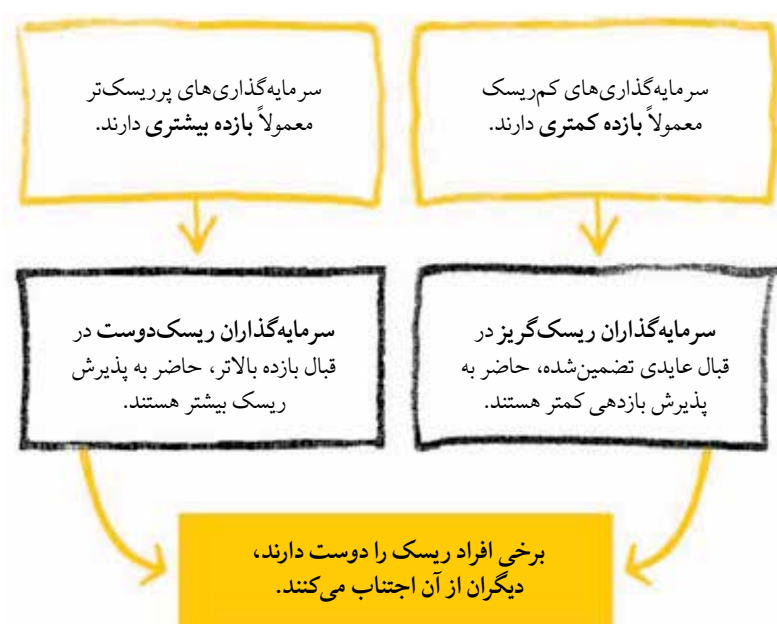 سرمایه‌گذاری‌های کم‌ریسک
معمولاً بازده کمتری دارند.
سرمایه‌گذاری‌های پرریسک‌تر
معمولاً بازده بیشتری دارند.
سرمایه‌گذاران ریسک‌گریز در
قبال عایدی تضمین‌شده، حاضر به
پذیرش بازدهی کمتر هستند.
سرمایه‌گذاران ریسک‌دوست در
قبال بازده بالاتر، حاضر به پذیرش
ریسک بیشتر هستند.
برخی افراد ریسک را دوست دارند،
دیگران از آن اجتناب می‌کنند.